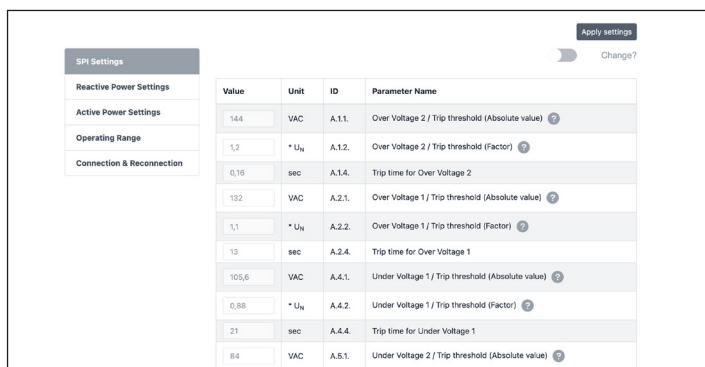 Apply settings
Change?
SPI Settings
Reactive Power Settings
Active Power Settings
Operating Range
Connection & Reconnection
Value Unit ID Parameter Name
144 VAC A.1.1. Over Voltage 2 / Trip threshold (Absolute value) ?
1,2 * UN A.1.2. Over Voltage 2 / Trip threshold (Factor) ?
0,16 sec A.1.4. Trip time for Over Voltage 2
132 VAC A.2.1. Over Voltage 1 / Trip threshold (Absolute value) ?
1,1 * UN A.2.2. Over Voltage 1 / Trip threshold (Factor) ?
13 sec A.2.4. Trip time for Over Voltage 1
105,6 VAC A.4.1. Under Voltage 1 / Trip threshold (Absolute value) ?
0,88 * UN A.4.2. Under Voltage 1 / Trip threshold (Factor) ?
21 sec A.4.4. Trip time for Under Voltage 1
84 VAC A.5.1. Under Voltage 2 / Trip threshold (Absolute value) ?